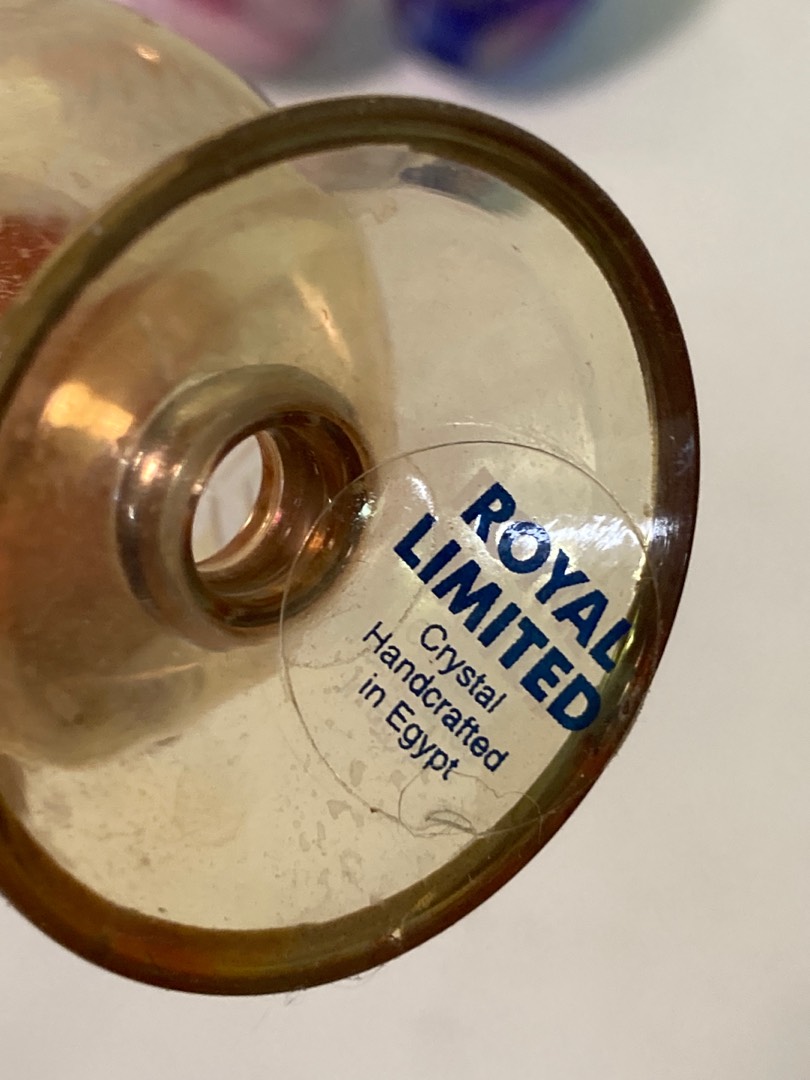 ROYAL
LIMITED
Crystal
Handcrafted
in Egypt